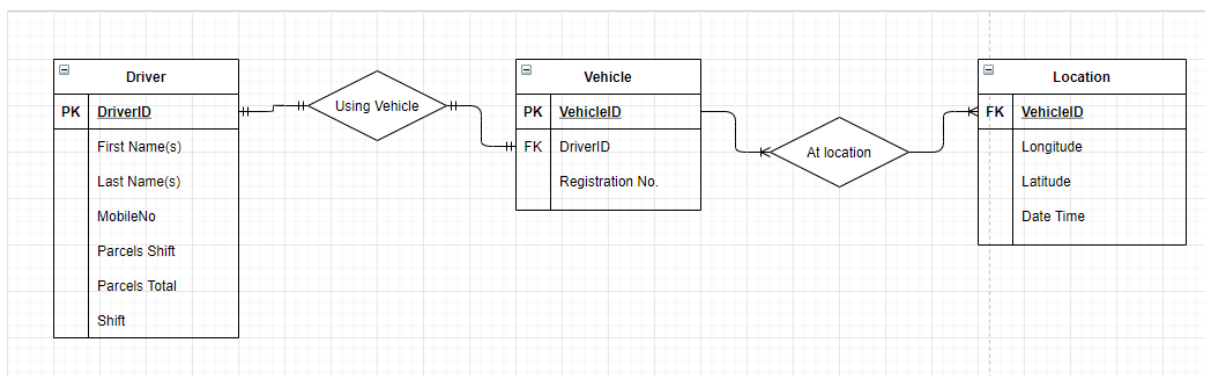 Driver
PK DriverID
First Name(s)
Last Name(s)
MobileNo
Parcels Shift
Parcels Total
Shift
Using Vehicle
Vehicle
PK VehicleID
FK DriverID
Registration No.
At location
Location
FK VehicleID
Longitude
Latitude
Date Time